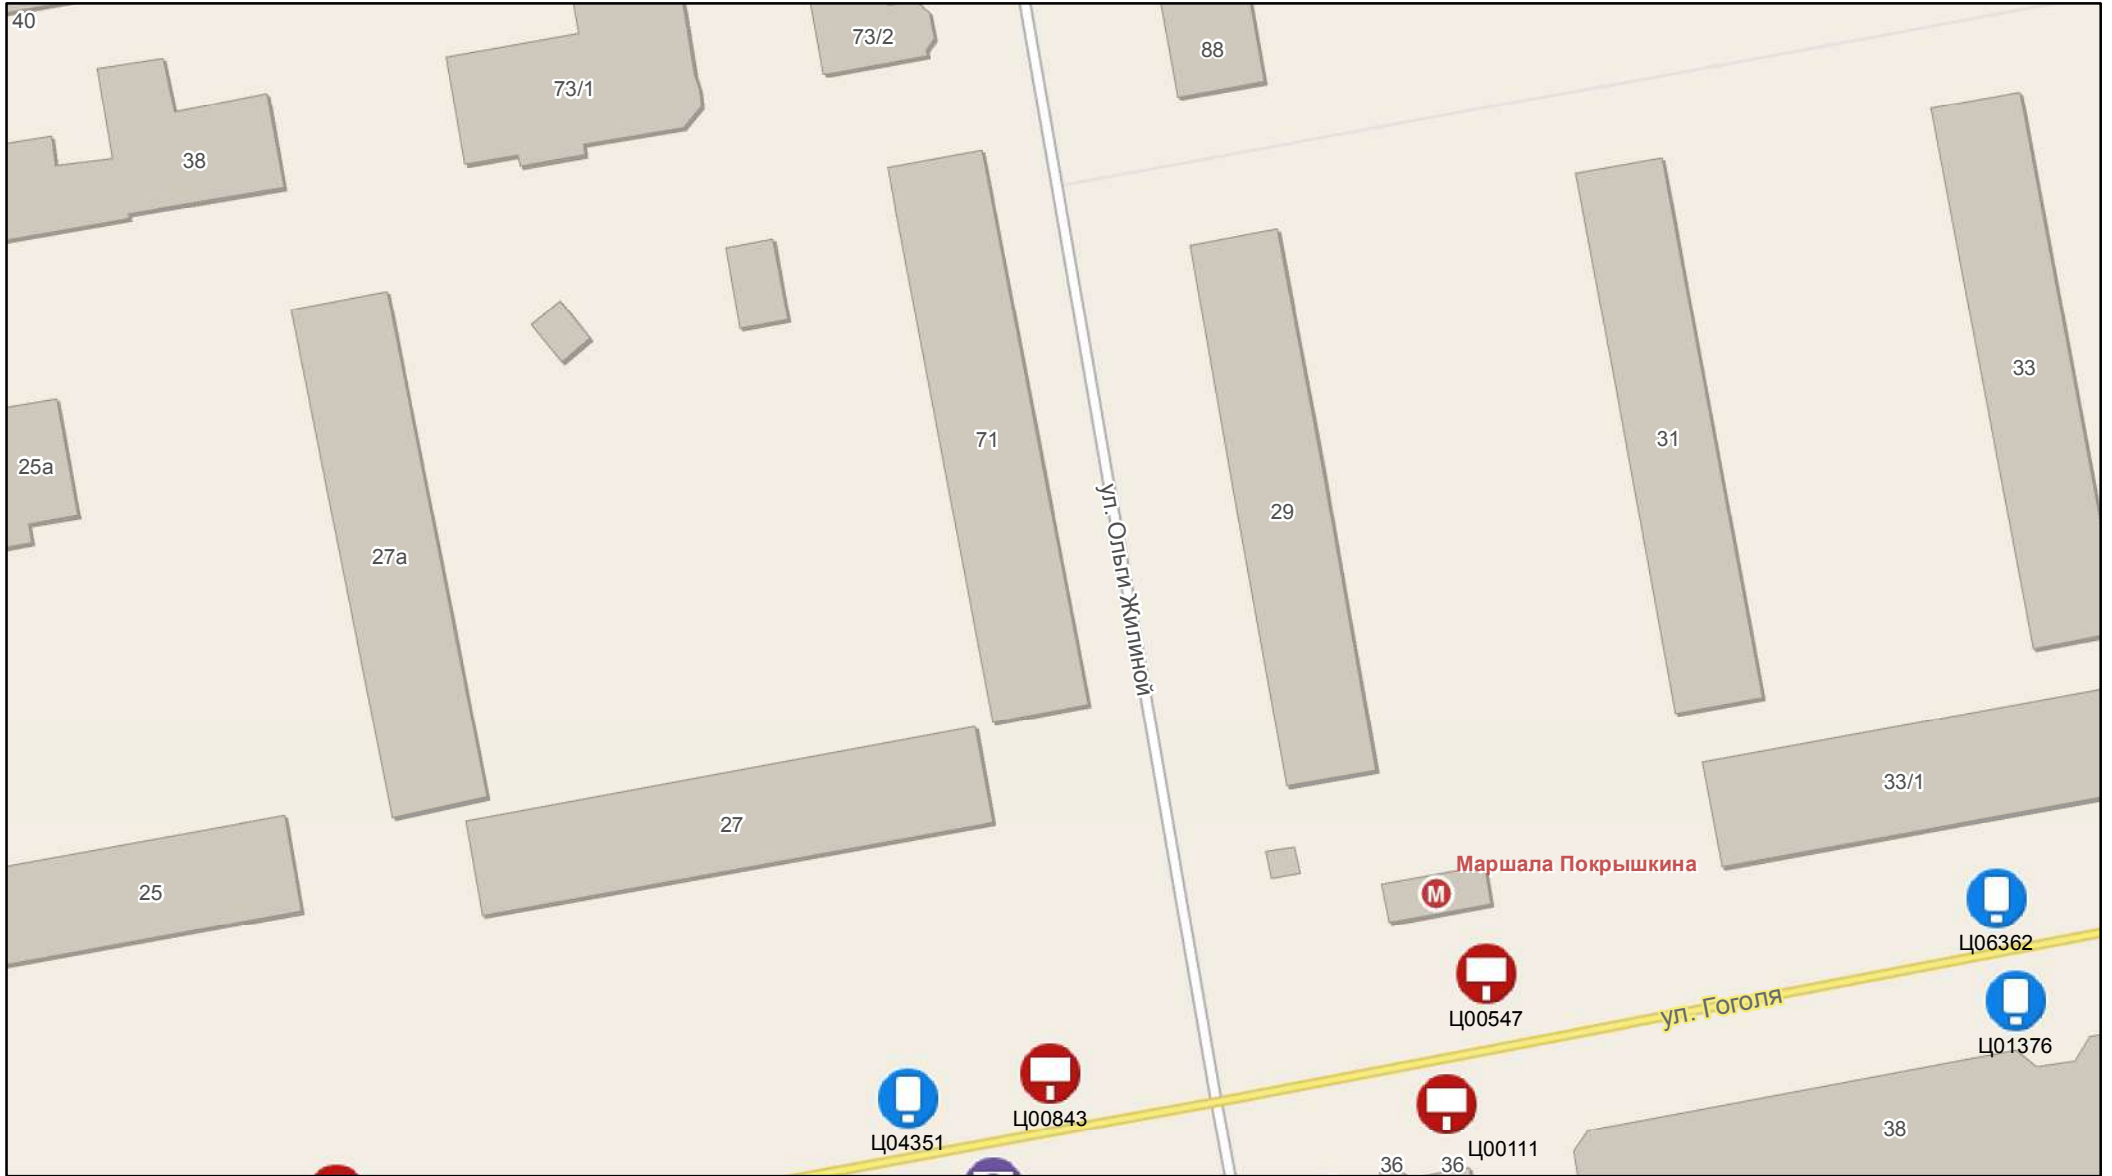 40
73/2
88
73/1
38
33
25а
71
31
29
27а
33/1
27
ул. Ольги Жилиной
Маршала Покрышкина
М
25
Ц06362
ул. Гоголя
Ц00547
Ц01376
Ц00843
Ц04351
Ц00111
38
36
36